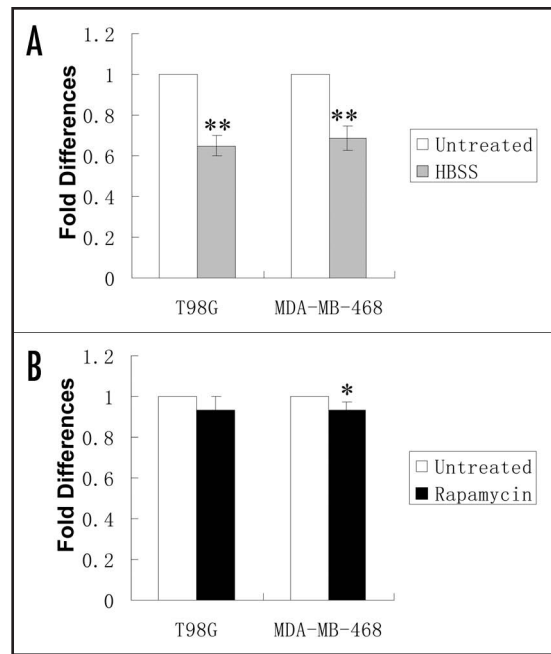 A
Fold Differences
1.2
1
0.8
0.6
0.4
0.2
0
**
**
T98G
MDA-MB-468
Untreated
HBSS
B
Fold Differences
1.2
1
0.8
0.6
0.4
0.2
0
*
T98G
MDA-MB-468
Untreated
Rapamycin